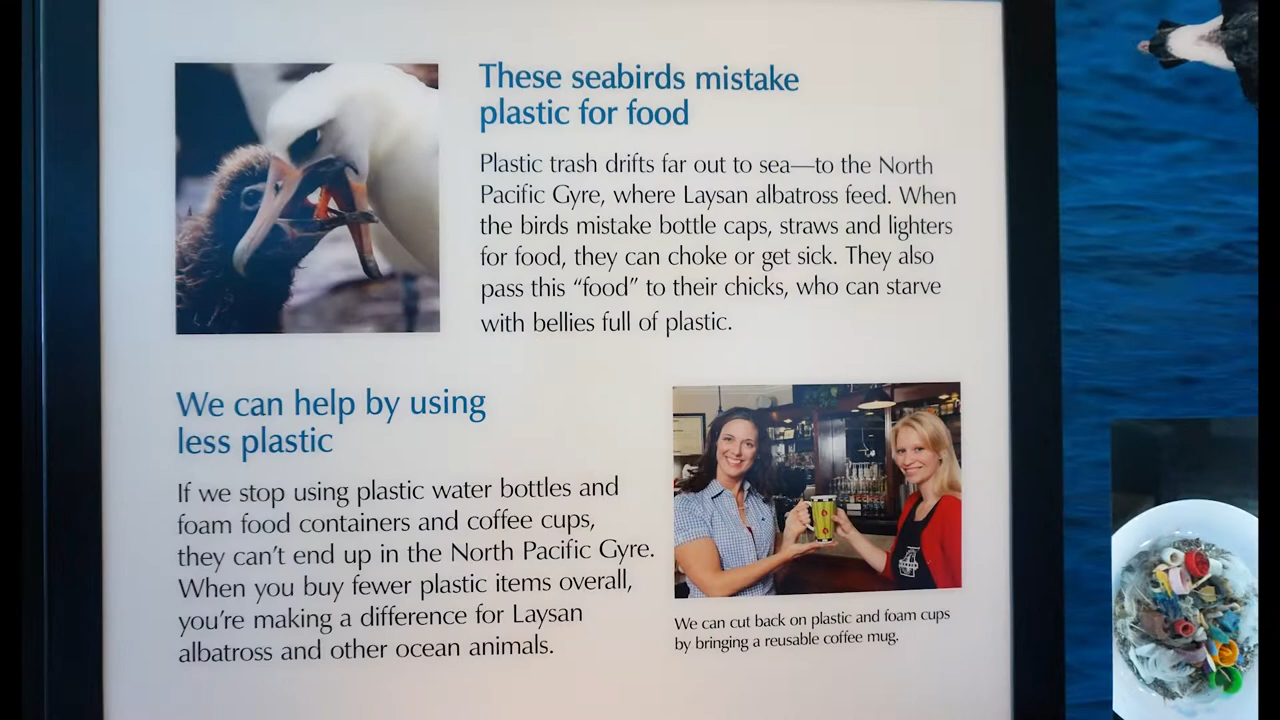 These seabirds mistake
plastic for food
Plastic trash drifts far out to sea—to the North
Pacific Gyre, where Laysan albatross feed. When
the birds mistake bottle caps, straws and lighters
for food, they can choke or get sick. They also
pass this “food” to their chicks, who can starve
with bellies full of plastic.
We can help by using
less plastic
If we stop using plastic water bottles and
foam food containers and coffee cups,
they can’t end up in the North Pacific Gyre.
When you buy fewer plastic items overall,
you’re making a difference for Laysan
albatross and other ocean animals.
We can cut back on plastic and foam cups
by bringing a reusable coffee mug.